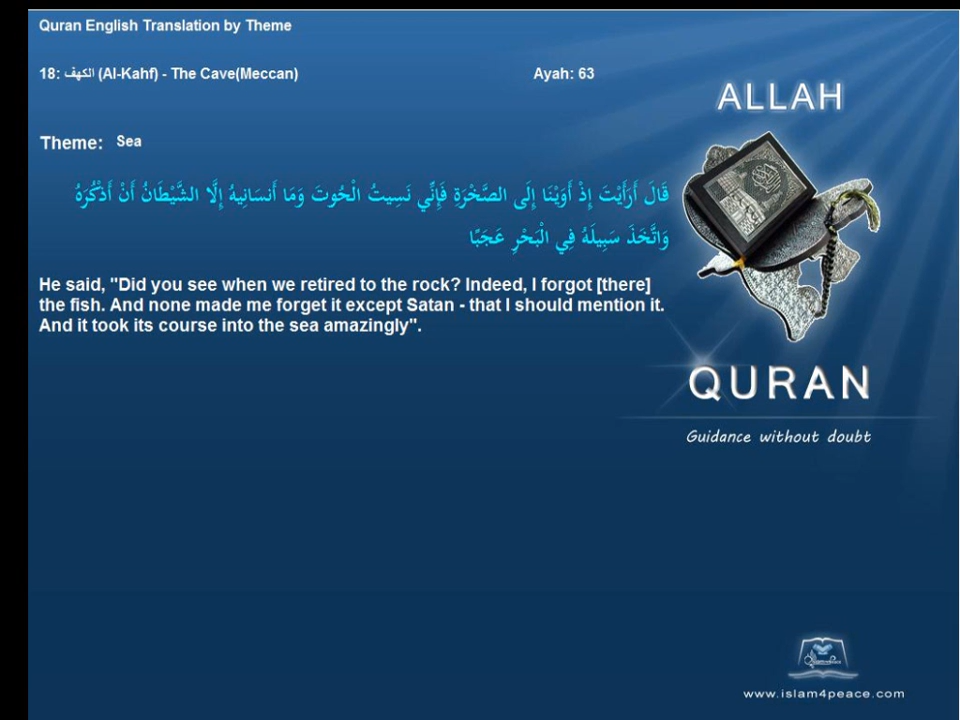 Quran English Translation by Theme
18: الكهف (Al-Kahf) - The Cave(Meccan) Ayah: 63
Theme: Sea
قَالَ أَرَأَيْتَ إِذْ أَوَيْنَا إِلَى الصَّخْرَةِ فَإِنِّي نَسِيتُ الْحُوتَ وَمَا أَنسَانِيهُ إِلَّا الشَّيْطَانُ أَنْ أَذْكُرَهُ
وَاتَّخَذَ سَبِيلَهُ فِي الْبَحْرِ عَجَبًا
He said, "Did you see when we retired to the rock? Indeed, I forgot [there]
the fish. And none made me forget it except Satan - that I should mention it.
And it took its course into the sea amazingly".
ALLAH
QURAN
Guidance without doubt
www.islam4peace.com